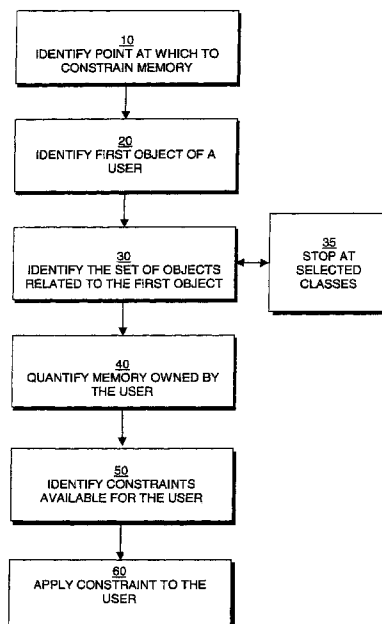 10
IDENTIFY POINT AT WHICH TO
CONSTRAIN MEMORY
20
IDENTIFY FIRST OBJECT OF A
USER
30
IDENTIFY THE SET OF OBJECTS
RELATED TO THE FIRST OBJECT
35
STOP AT
SELECTED
CLASSES
40
QUANTIFY MEMORY OWNED BY
THE USER
50
IDENTIFY CONSTRAINTS
AVAILABLE FOR THE USER
60
APPLY CONSTRAINT TO THE
USER